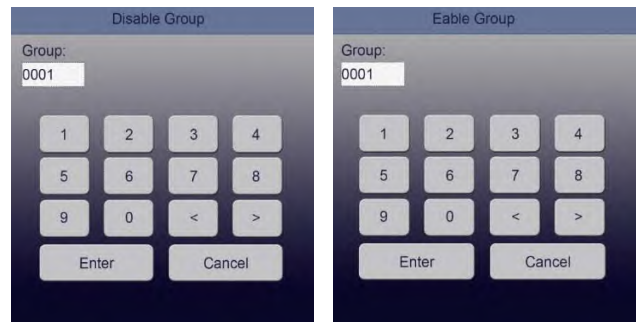 Disable Group
Group:
0001
1 2 3 4
5 6 7 8
9 0 < >
Enter Cancel
Eable Group
Group:
0001
1 2 3 4
5 6 7 8
9 0 < >
Enter Cancel